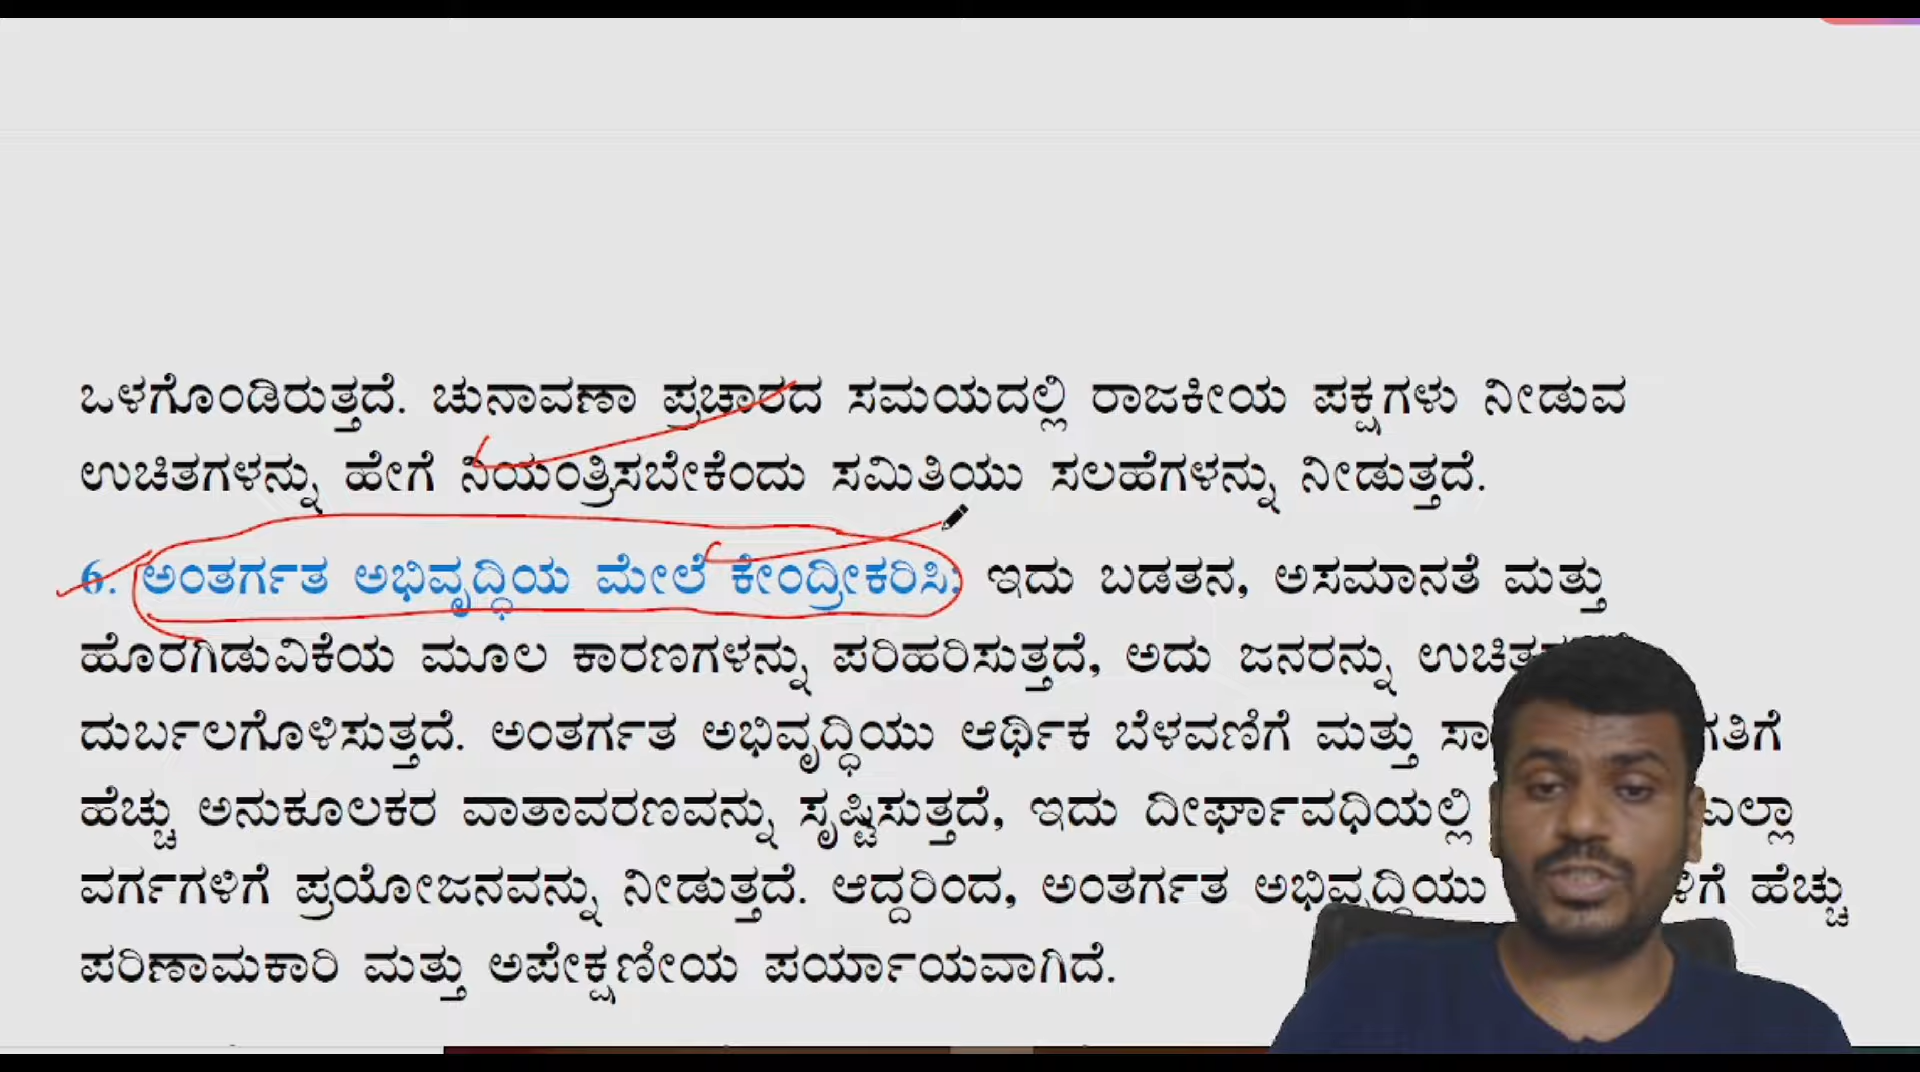 ಒಳಗೊಂಡಿರುತ್ತದೆ. ಚುನಾವಣಾ ಪ್ರಚಾರದ ಸಮಯದಲ್ಲಿ ರಾಜಕೀಯ ಪಕ್ಷಗಳು ನೀಡುವ
ಉಚಿತಗಳನ್ನು ಹೇಗೆ ನಿಯಂತ್ರಿಸಬೇಕೆಂದು ಸಮಿತಿಯು ಸಲಹೆಗಳನ್ನು ನೀಡುತ್ತದೆ.
6. ಅಂತರ್ಗತ ಅಭಿವೃದ್ಧಿಯ ಮೇಲೆ ಕೇಂದ್ರೀಕರಿಸಿ: ಇದು ಬಡತನ, ಅಸಮಾನತೆ ಮತ್ತು
ಹೊರಗಿಡುವಿಕೆಯ ಮೂಲ ಕಾರಣಗಳನ್ನು ಪರಿಹರಿಸುತ್ತದೆ, ಅದು ಜನರನ್ನು
ದುರ್ಬಲಗೊಳಿಸುತ್ತದೆ. ಅಂತರ್ಗತ ಅಭಿವೃದ್ಧಿಯು ಆರ್ಥಿಕ ಬೆಳವಣಿಗೆ ಮತ್ತು
ಹೆಚ್ಚು ಅನುಕೂಲಕರ ವಾತಾವರಣವನ್ನು ಸೃಷ್ಟಿಸುತ್ತದೆ, ಇದು ದೀರ್ಘಾವಧಿಯಲ್ಲಿ ಎಲ್ಲಾ
ವರ್ಗಗಳಿಗೆ ಪ್ರಯೋಜನವನ್ನು ನೀಡುತ್ತದೆ. ಆದ್ದರಿಂದ, ಅಂತರ್ಗತ ಅಭಿವೃದ್ಧಿಯು ಹೆಚ್ಚು
ಪರಿಣಾಮಕಾರಿ ಮತ್ತು ಅಪೇಕ್ಷಣೀಯ ಪರ್ಯಾಯವಾಗಿದೆ.